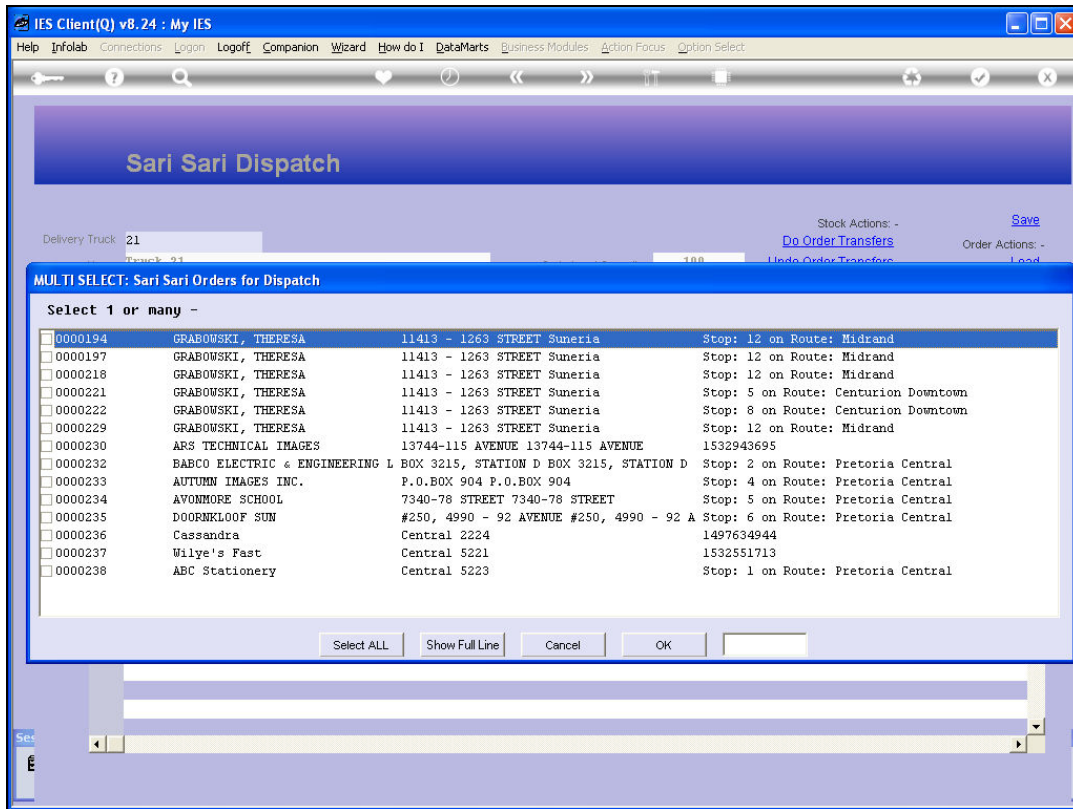 IES Client(Q) v8.24 : My IES
Help Infolab Connections Logon Logoff Companion Wizard How do I DataMarts Business Modules Action Focus Option Select
Sari Sari Dispatch
Stock Actions: - Save
Delivery Truck 21 Do Order Transfers Order Actions: -
Truck 21 100 Undo Order Transfers Load
MULTI SELECT: Sari Sari Orders for Dispatch
Select 1 or many -
0000194 GRABOWSKI, THERESA 11413 - 1263 STREET Suneria Stop: 12 on Route: Midrand
0000197 GRABOWSKI, THERESA 11413 - 1263 STREET Suneria Stop: 12 on Route: Midrand
0000218 GRABOWSKI, THERESA 11413 - 1263 STREET Suneria Stop: 12 on Route: Midrand
0000221 GRABOWSKI, THERESA 11413 - 1263 STREET Suneria Stop: 5 on Route: Centurion Downtown
0000222 GRABOWSKI, THERESA 11413 - 1263 STREET Suneria Stop: 8 on Route: Centurion Downtown
0000229 GRABOWSKI, THERESA 11413 - 1263 STREET Suneria Stop: 12 on Route: Midrand
0000230 ARS TECHNICAL IMAGES 13744-115 AVENUE 13744-115 AVENUE 1532943695
0000232 BABCO ELECTRIC & ENGINEERING L BOX 3215, STATION D BOX 3215, STATION D Stop: 2 on Route: Pretoria Central
0000233 AUTUMN IMAGES INC. P.O.BOX 904 P.O.BOX 904 Stop: 4 on Route: Pretoria Central
0000234 AVONMORE SCHOOL 7340-78 STREET 7340-78 STREET Stop: 5 on Route: Pretoria Central
0000235 DOORNKLOOF SUN #250, 4990 - 92 AVENUE #250, 4990 - 92 A Stop: 6 on Route: Pretoria Central
0000236 Cassandra Central 2224 1497634944
0000237 Wilye's Fast Central 5221 1532551713
0000238 ABC Stationery Central 5223 Stop: 1 on Route: Pretoria Central
Select ALL Show Full Line Cancel OK
Ses